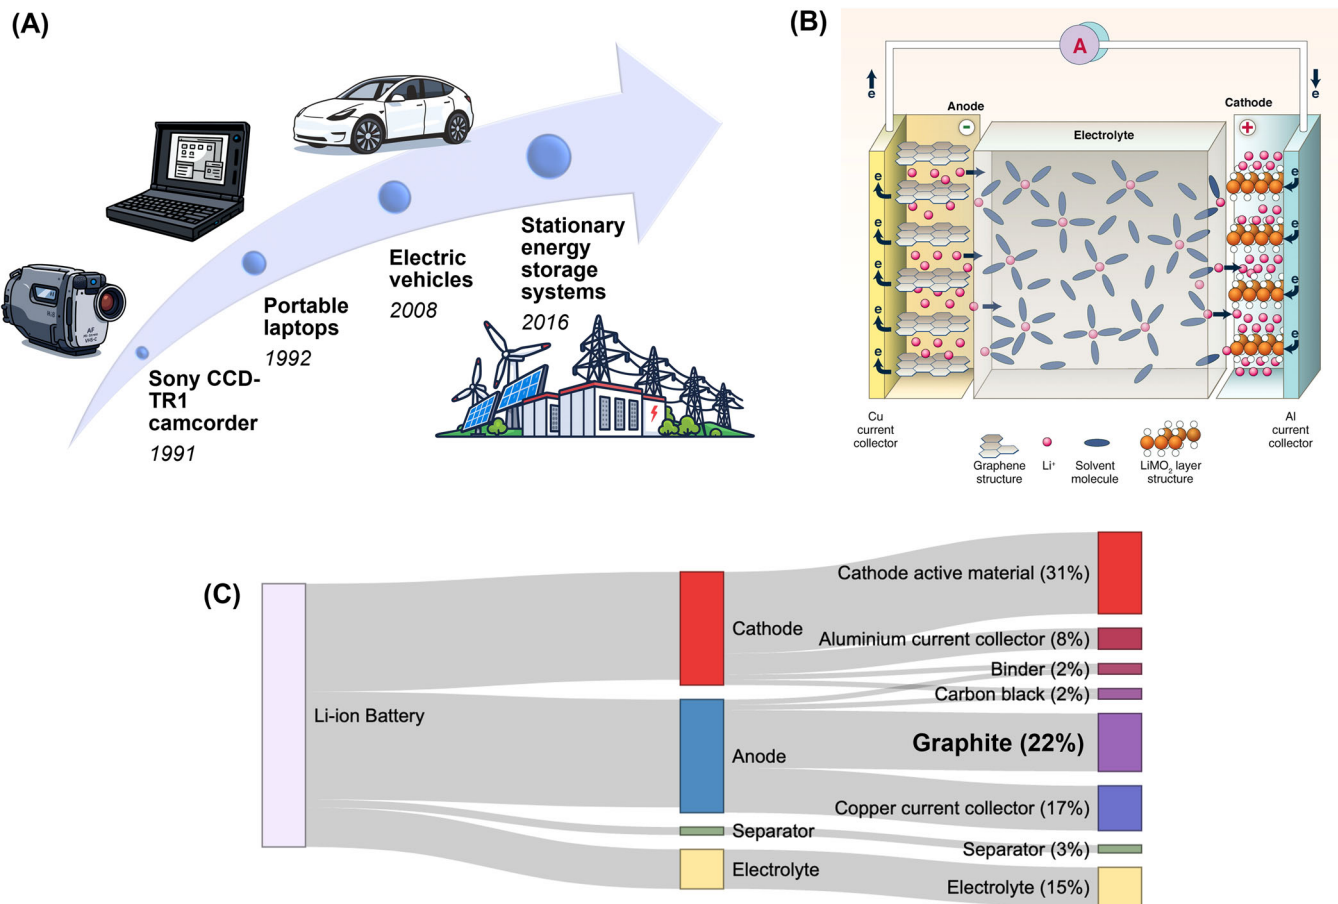 (A)
Sony CCD-
TR1
camcorder
1991
Portable
laptops
1992
Electric
vehicles
2008
Stationary
energy
storage
systems
2016
AF
(B)
A
e
e
Anode
Cathode
-
+
Electrolyte
e
e
e
e
e
e
e
e
e
e
Cu
current
collector
Al
current
collector
Graphene
structure
Li⁺
Solvent
molecule
LiMO₂ layer
structure
(C)
Li-ion Battery
Cathode
Anode
Separator
Electrolyte
Cathode active material (31%)
Aluminium current collector (8%)
Binder (2%)
Carbon black (2%)
Graphite (22%)
Copper current collector (17%)
Separator (3%)
Electrolyte (15%)